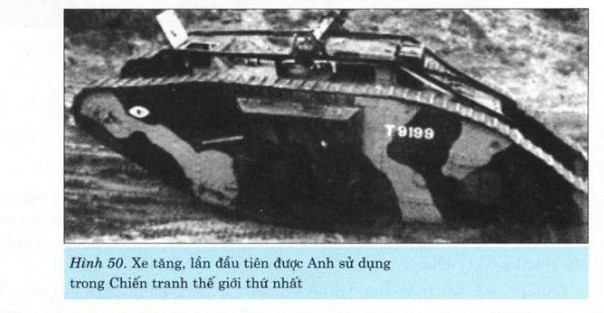 T9199
Hình 50. Xe tăng, lần đầu tiên được Anh sử dụng
trong Chiến tranh thế giới thứ nhất